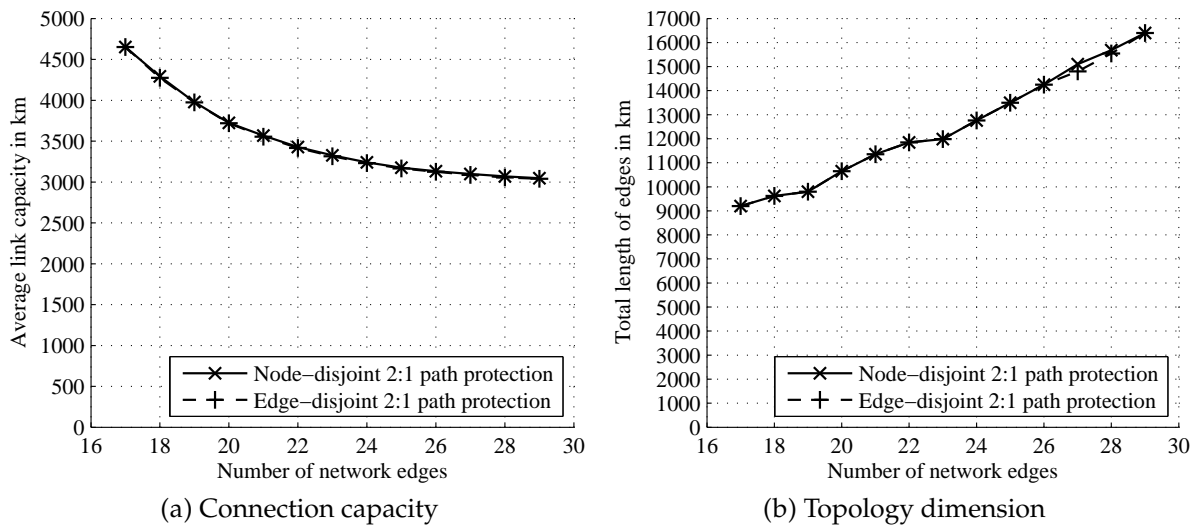 5000
4500
4000
3500
3000
2500
2000
1500
1000
500
0
Average link capacity in km
16 18 20 22 24 26 28 30
Number of network edges
Node−disjoint 2:1 path protection
Edge−disjoint 2:1 path protection
(a) Connection capacity
17000
16000
15000
14000
13000
12000
11000
10000
9000
8000
7000
6000
5000
4000
3000
2000
1000
0
Total length of edges in km
16 18 20 22 24 26 28 30
Number of network edges
Node−disjoint 2:1 path protection
Edge−disjoint 2:1 path protection
(b) Topology dimension